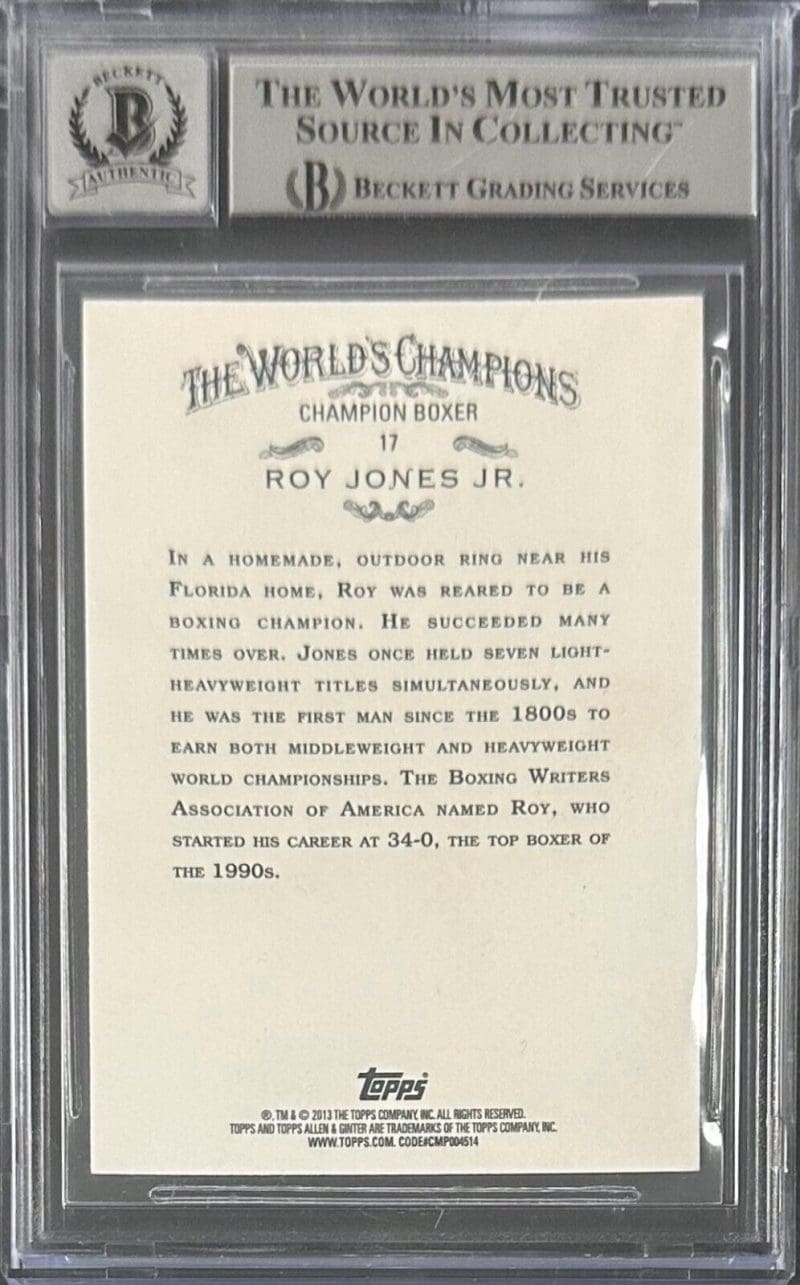 BECKETT
B
AUTHENTIC
THE WORLD'S MOST TRUSTED
SOURCE IN COLLECTING™
(B) BECKETT GRADING SERVICES
THE WORLD'S CHAMPIONS
CHAMPION BOXER
17
ROY JONES JR.
IN A HOMEMADE, OUTDOOR RING NEAR HIS
FLORIDA HOME, ROY WAS REARED TO BE A
BOXING CHAMPION. HE SUCCEEDED MANY
TIMES OVER. JONES ONCE HELD SEVEN LIGHT-
HEAVYWEIGHT TITLES SIMULTANEOUSLY, AND
HE WAS THE FIRST MAN SINCE THE 1800S TO
EARN BOTH MIDDLEWEIGHT AND HEAVYWEIGHT
WORLD CHAMPIONSHIPS. THE BOXING WRITERS
ASSOCIATION OF AMERICA NAMED ROY, WHO
STARTED HIS CAREER AT 34-0, THE TOP BOXER OF
THE 1990S.
Topps
®, TM & © 2013 THE TOPPS COMPANY, INC. ALL RIGHTS RESERVED.
TOPPS AND TOPPS ALLEN & GINTER ARE TRADEMARKS OF THE TOPPS COMPANY, INC.
WWW.TOPPS.COM. CODE#CMP004514